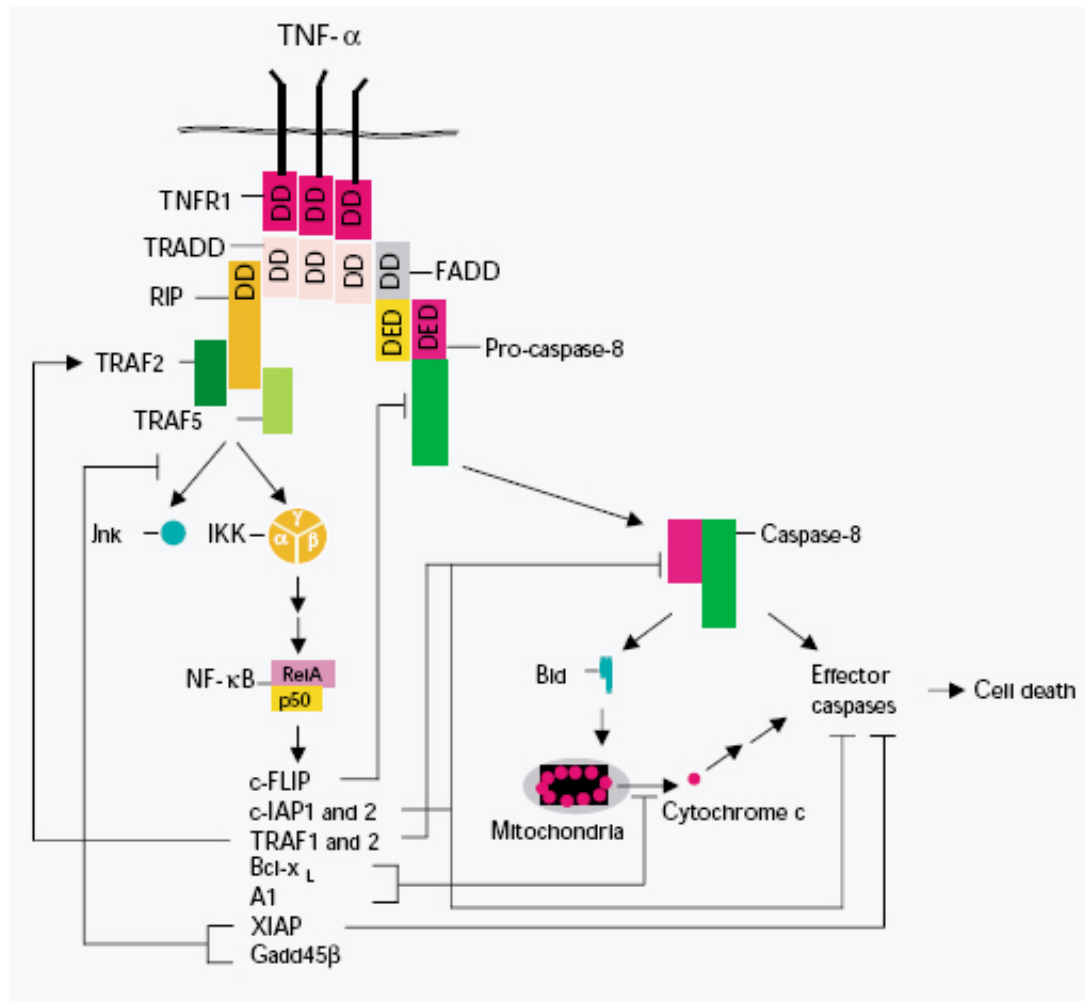 TNF-α
TNFR1
DD
DD
DD
TRADD
DD
DD
DD
DD
FADD
RIP
DD
DED
DED
Pro-caspase-8
TRAF2
TRAF5
Jnk
IKK
γ
α
β
Caspase-8
NF-κB
RelA
p50
Bid
Effector
caspases
Cell death
c-FLIP
c-IAP1 and 2
TRAF1 and 2
Bcl-x L
A1
XIAP
Gadd45β
Mitochondria
Cytochrome c